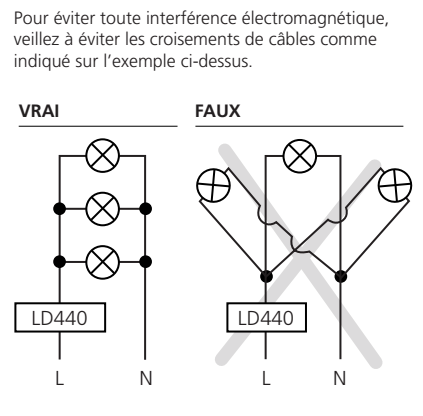 Pour éviter toute interférence électromagnétique,
veillez à éviter les croisements de câbles comme
indiqué sur l'exemple ci-dessus.
VRAI
FAUX
LD440
LD440
L
N
L
N